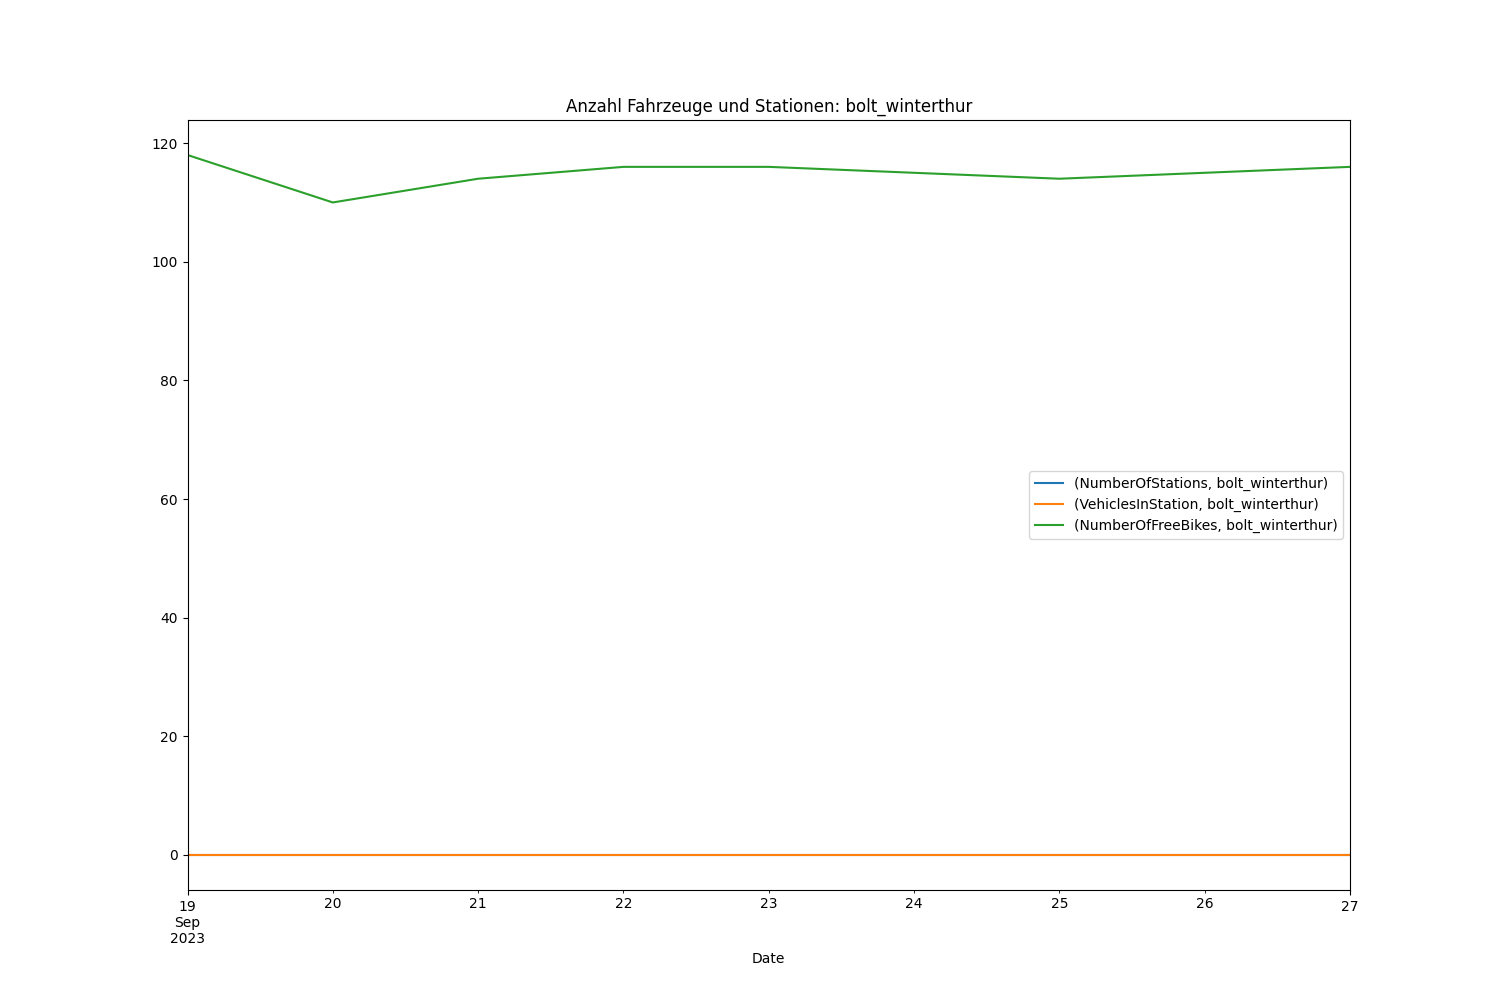 Anzahl Fahrzeuge und Stationen: bolt_winterthur
120
100
80
60
40
20
0
(NumberOfStations, bolt_winterthur)
(VehiclesInStation, bolt_winterthur)
(NumberOfFreeBikes, bolt_winterthur)
19 20 21 22 23 24 25 26 27
Sep
2023
Date